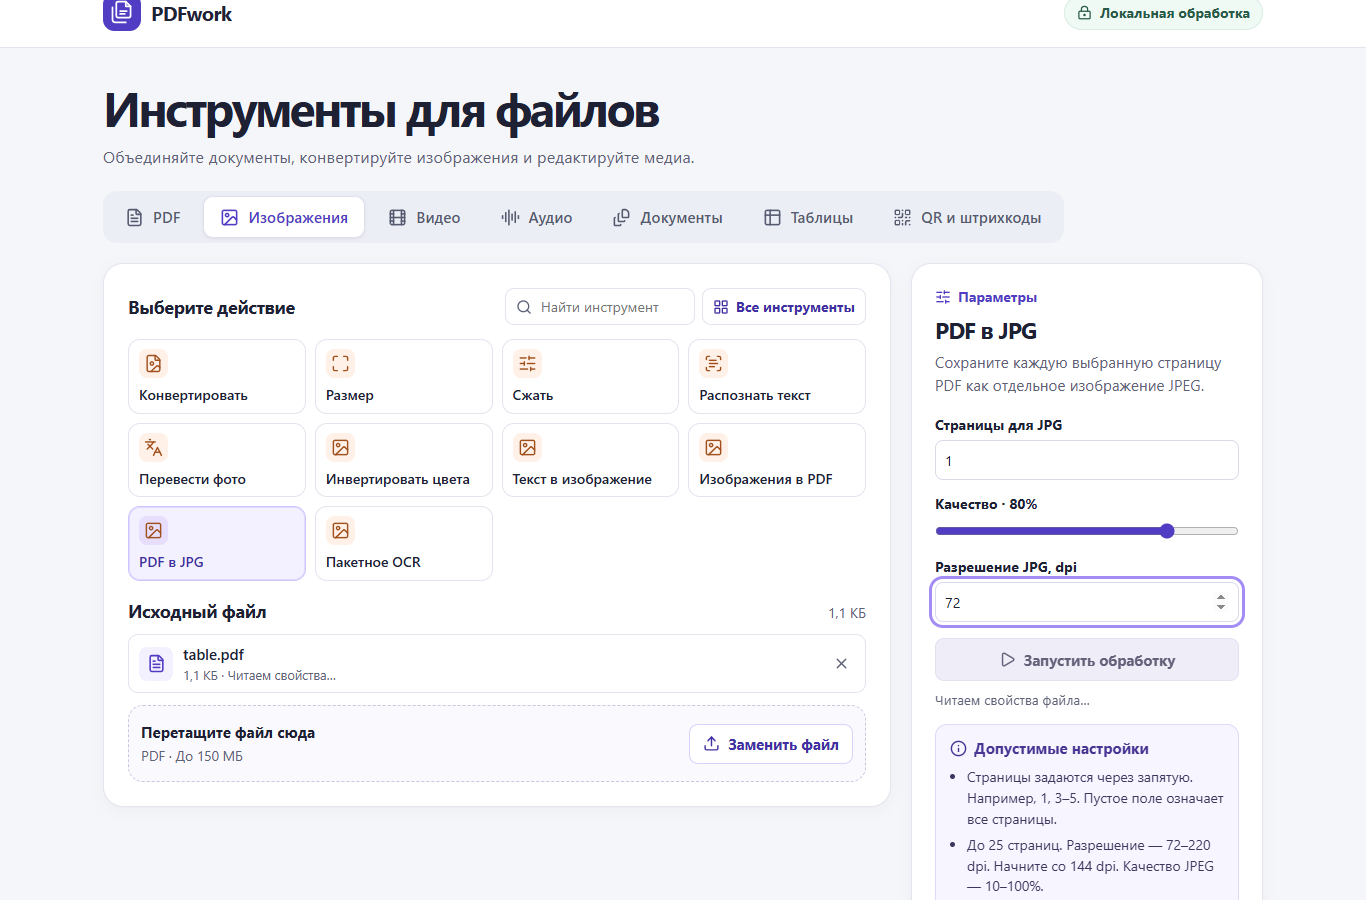 PDFwork
Локальная обработка
Инструменты для файлов
Объединяйте документы, конвертируйте изображения и редактируйте медиа.
PDF
Изображения
Видео
Аудио
Документы
Таблицы
QR и штрихкоды
Выберите действие
Найти инструмент
Все инструменты
Конвертировать
Размер
Сжать
Распознать текст
Перевести фото
Инвертировать цвета
Текст в изображение
Изображения в PDF
PDF в JPG
Пакетное OCR
Исходный файл
1,1 КБ
table.pdf
1,1 КБ · Читаем свойства...
Перетащите файл сюда
PDF · До 150 МБ
Заменить файл
Параметры
PDF в JPG
Сохраните каждую выбранную страницу
PDF как отдельное изображение JPEG.
Страницы для JPG
1
Качество · 80%
Разрешение JPG, dpi
72
Запустить обработку
Читаем свойства файла...
Допустимые настройки
Страницы задаются через запятую.
Например, 1, 3–5. Пустое поле означает
все страницы.
До 25 страниц. Разрешение — 72–220
dpi. Начните со 144 dpi. Качество JPEG
— 10–100%.